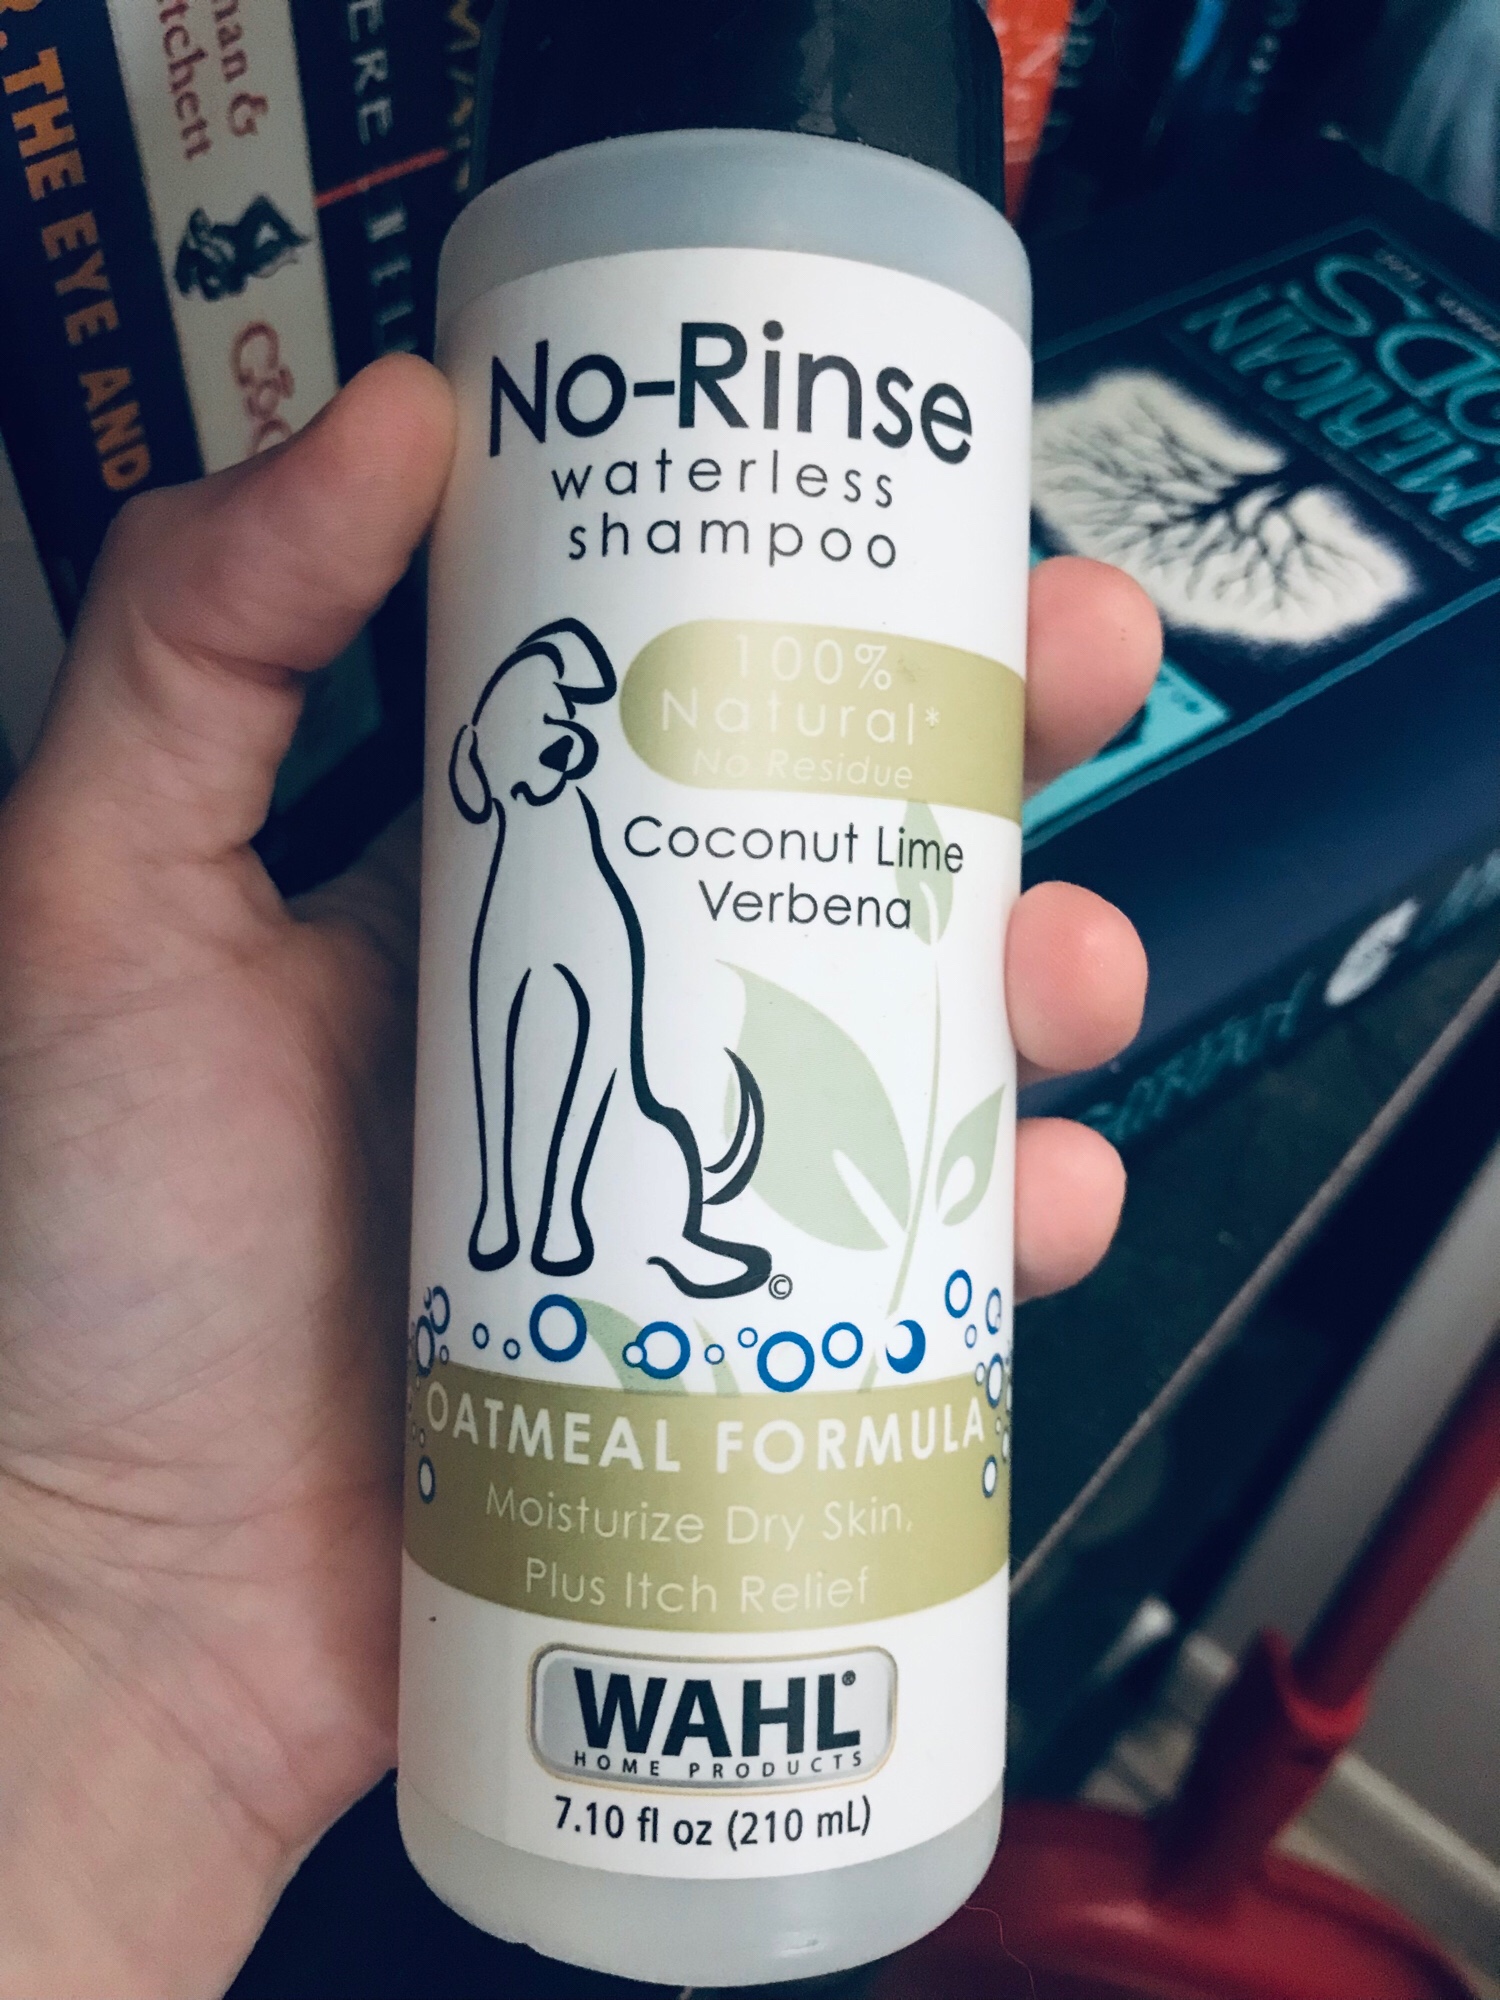 No-Rinse
waterless
shampoo
100%
Natural*
No Residue
Coconut Lime
Verbena
©
OATMEAL FORMULA
Moisturize Dry Skin,
Plus Itch Relief
WAHL®
HOME PRODUCTS
7.10 fl oz (210 mL)
THE EYE AND
AMERICAN